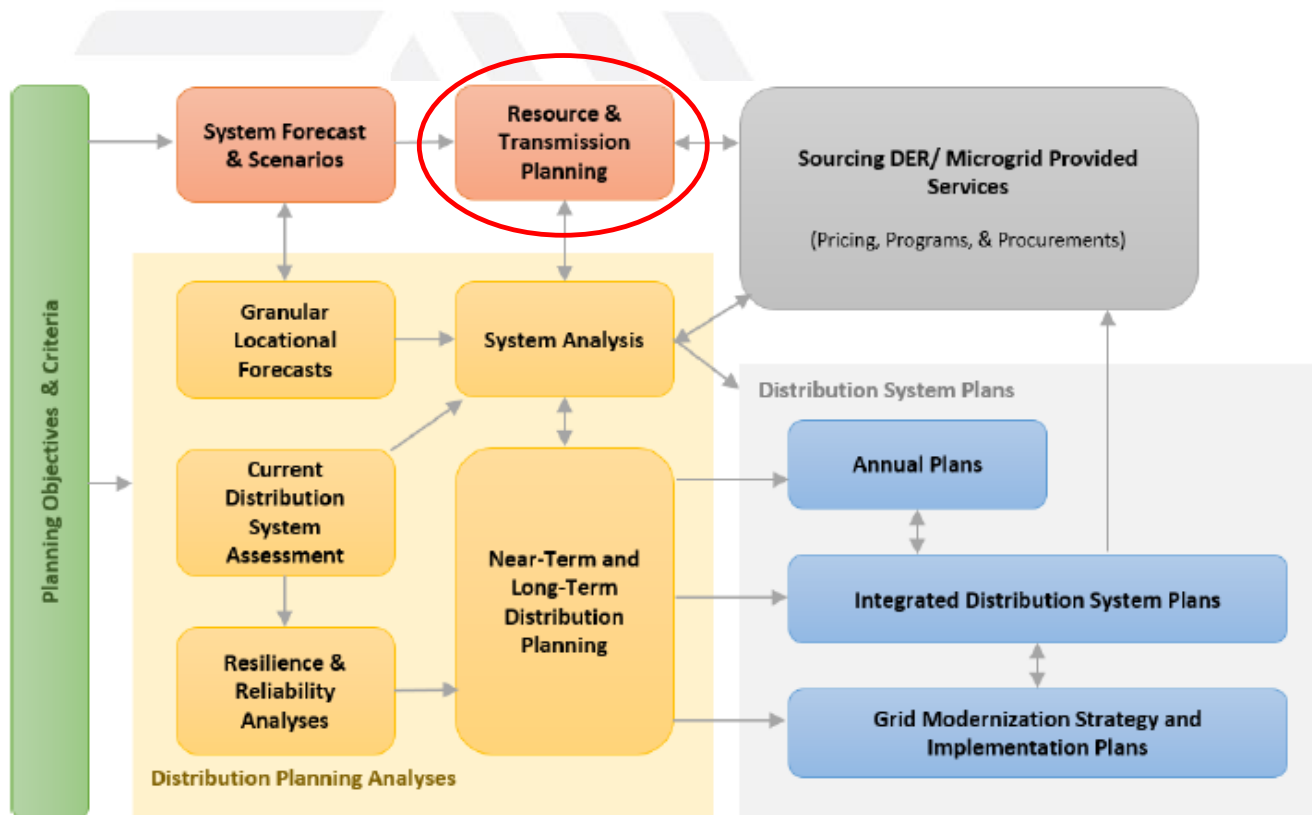 Planning Objectives & Criteria
System Forecast
& Scenarios
Resource &
Transmission
Planning
Sourcing DER/ Microgrid Provided
Services
(Pricing, Programs, & Procurements)
Granular
Locational
Forecasts
System Analysis
Distribution System Plans
Annual Plans
Current
Distribution
System
Assessment
Near-Term and
Long-Term
Distribution
Planning
Integrated Distribution System Plans
Resilience &
Reliability
Analyses
Grid Modernization Strategy and
Implementation Plans
Distribution Planning Analyses